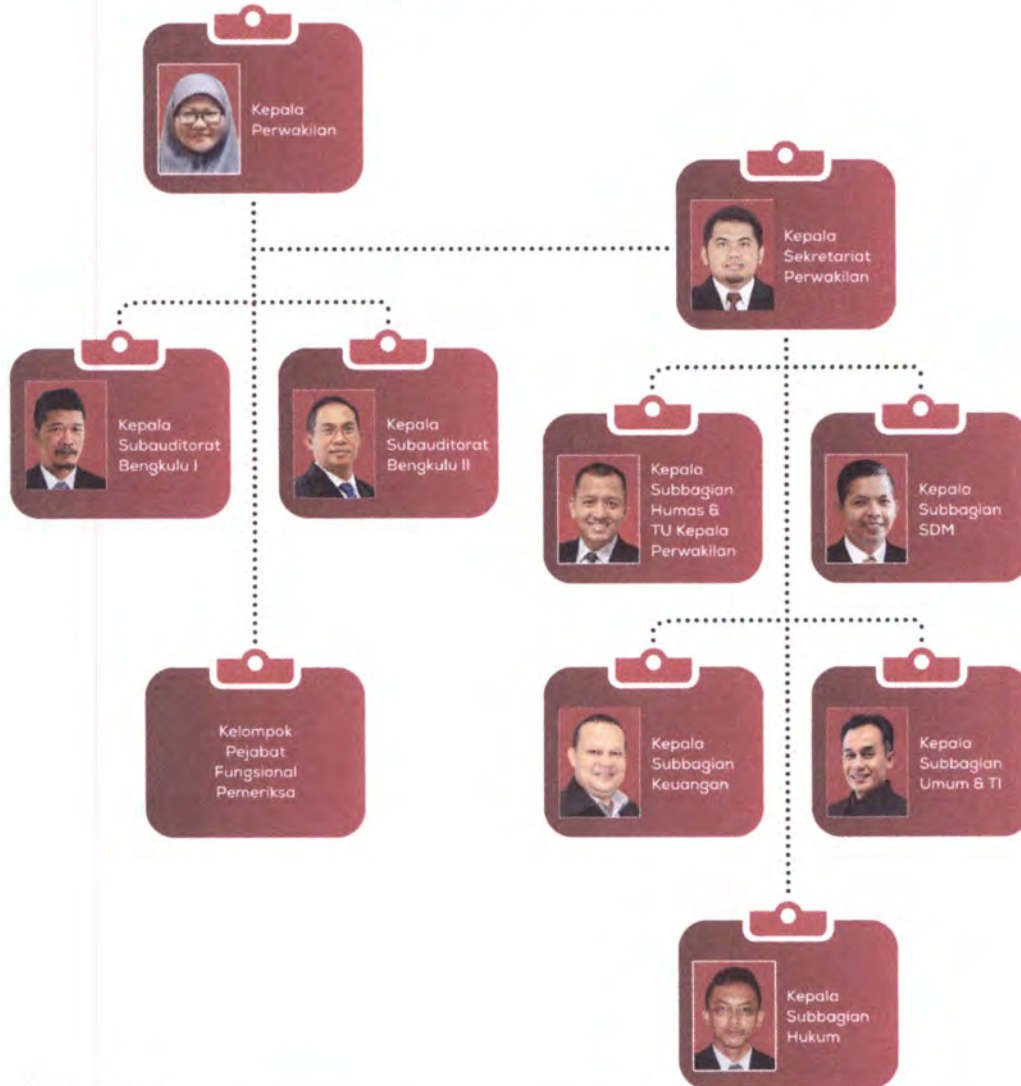 Kepala
Perwakilan
Kepala
Sekretariat
Perwakilan
Kepala
Subauditorat
Bengkulu I
Kepala
Subauditorat
Bengkulu II
Kepala
Subbagian
Humas &
TU Kepala
Perwakilan
Kepala
Subbagian
SDM
Kelompok
Pejabat
Fungsional
Pemeriksa
Kepala
Subbagian
Keuangan
Kepala
Subbagian
Umum & TI
Kepala
Subbagian
Hukum